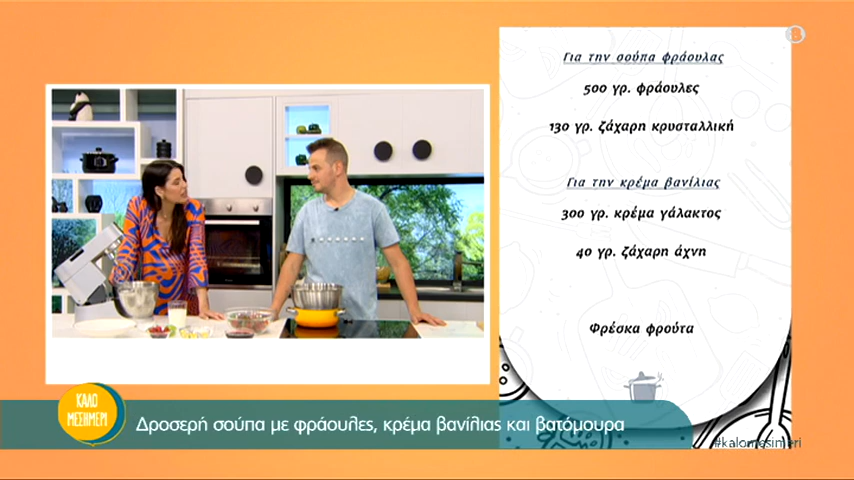 Για την σούπα φράουλας
500 γρ. φράουλες
130 γρ. ζάχαρη κρυσταλλική
Για την κρέμα βανίλιας
300 γρ. κρέμα γάλακτος
40 γρ. ζάχαρη άχνη
Φρέσκα φρούτα
ΚΑΛΟ
ΜΕΣΗΜΕΡΙ
Δροσερή σούπα με φράουλες, κρέμα βανίλιας και βατόμουρα
#kalomesimeri